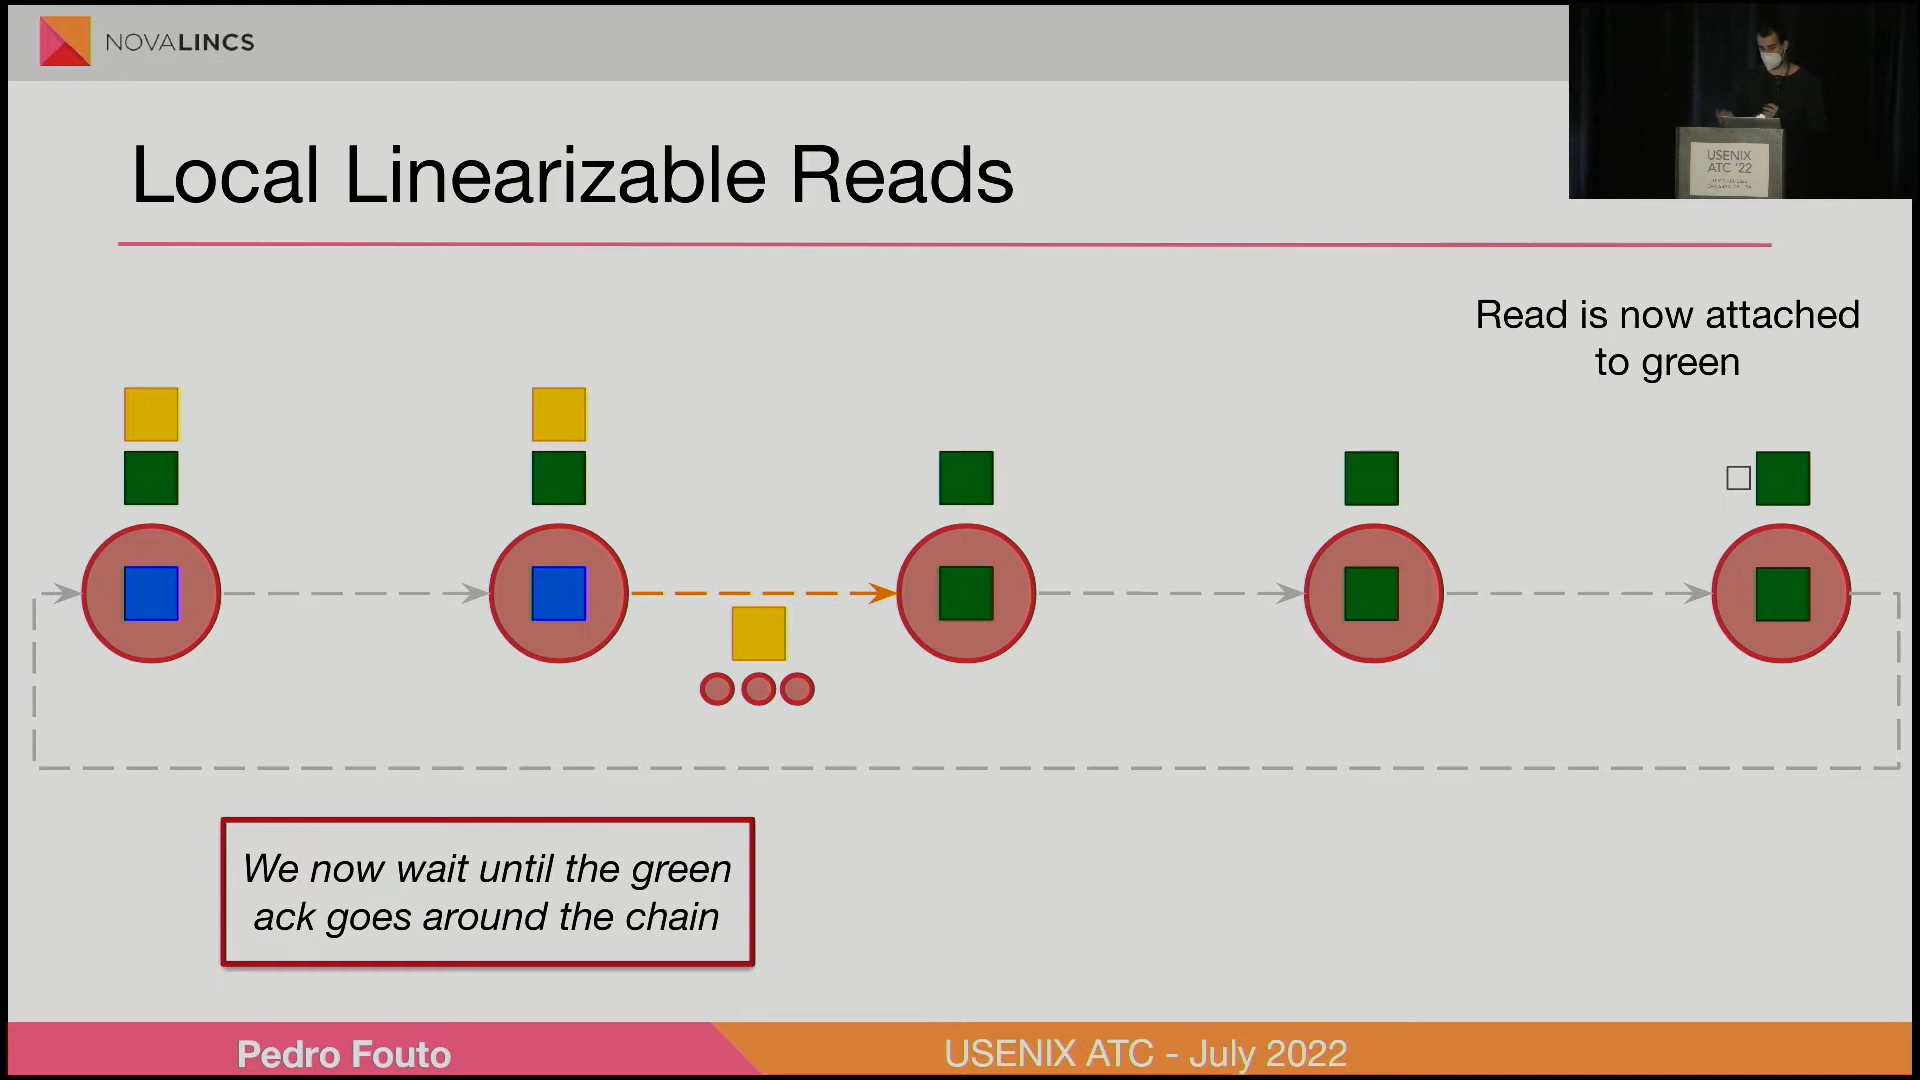 NOVALINCS
USENIX
ATC '22
Local Linearizable Reads
Read is now attached
to green
We now wait until the green
ack goes around the chain
Pedro Fouto
USENIX ATC - July 2022